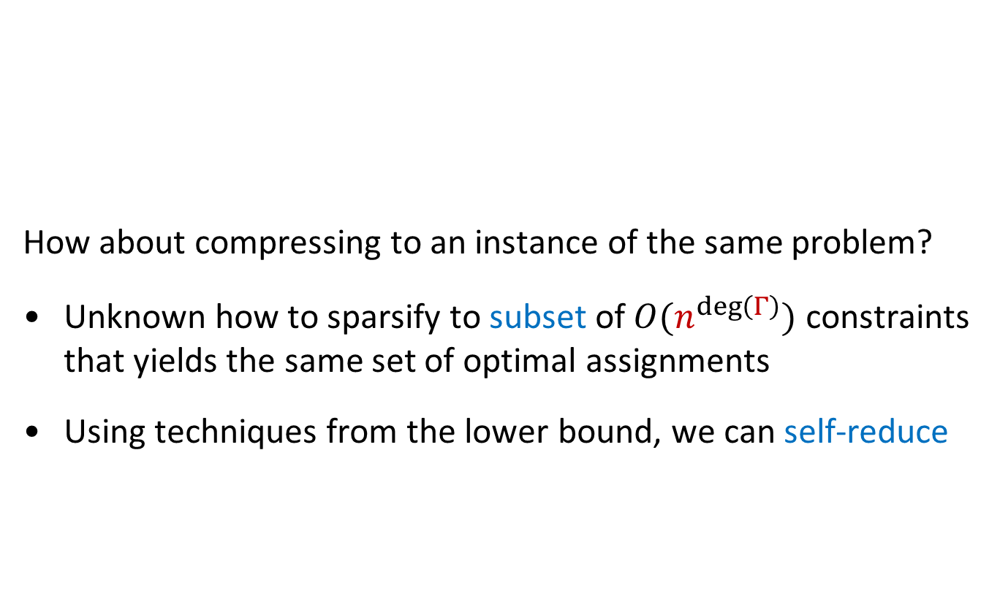 How about compressing to an instance of the same problem?
• Unknown how to sparsify to subset of 𝑂(𝑛^deg(Γ)) constraints
that yields the same set of optimal assignments
• Using techniques from the lower bound, we can self-reduce